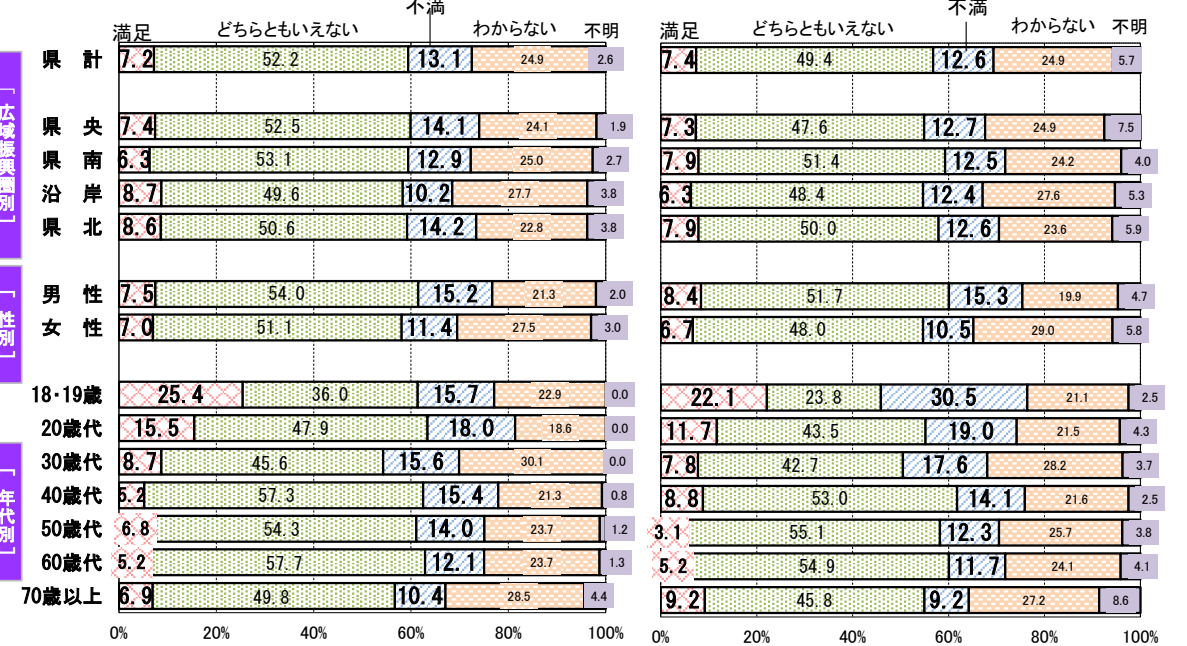 不満 不満
満足 どちらともいえない わからない 不明 満足 どちらともいえない わからない 不明
県 計 7.2 52.2 13.1 24.9 2.6 7.4 49.4 12.6 24.9 5.7
[広域振興圏別]
県 央 7.4 52.5 14.1 24.1 1.9 7.3 47.6 12.7 24.9 7.5
県 南 6.3 53.1 12.9 25.0 2.7 7.9 51.4 12.5 24.2 4.0
沿 岸 8.7 49.6 10.2 27.7 3.8 6.3 48.4 12.4 27.6 5.3
県 北 8.6 50.6 14.2 22.8 3.8 7.9 50.0 12.6 23.6 5.9
[性別]
男 性 7.5 54.0 15.2 21.3 2.0 8.4 51.7 15.3 19.9 4.7
女 性 7.0 51.1 11.4 27.5 3.0 6.7 48.0 10.5 29.0 5.8
[年代別]
18・19歳 25.4 36.0 15.7 22.9 0.0 22.1 23.8 30.5 21.1 2.5
20歳代 15.5 47.9 18.0 18.6 0.0 11.7 43.5 19.0 21.5 4.3
30歳代 8.7 45.6 15.6 30.1 0.0 7.8 42.7 17.6 28.2 3.7
40歳代 5.2 57.3 15.4 21.3 0.8 8.8 53.0 14.1 21.6 2.5
50歳代 6.8 54.3 14.0 23.7 1.2 3.1 55.1 12.3 25.7 3.8
60歳代 5.2 57.7 12.1 23.7 1.3 5.2 54.9 11.7 24.1 4.1
70歳以上 6.9 49.8 10.4 28.5 4.4 9.2 45.8 9.2 27.2 8.6
0% 20% 40% 60% 80% 100% 0% 20% 40% 60% 80% 100%